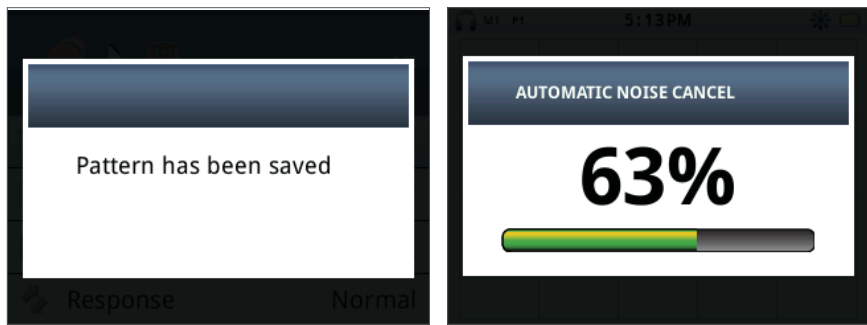 Pattern has been saved
Response Normal
M1 P1 5:13PM
AUTOMATIC NOISE CANCEL
63%